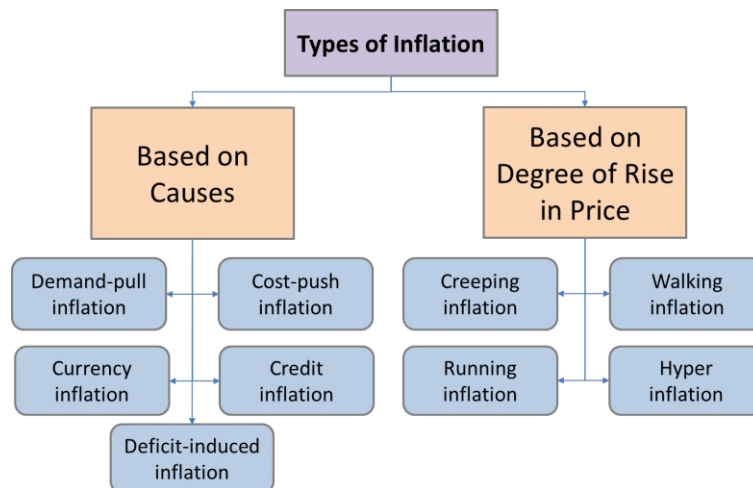 Types of Inflation
Based on
Causes
Based on
Degree of Rise
in Price
Demand-pull
inflation
Cost-push
inflation
Creeping
inflation
Walking
inflation
Currency
inflation
Credit
inflation
Running
inflation
Hyper
inflation
Deficit-induced
inflation